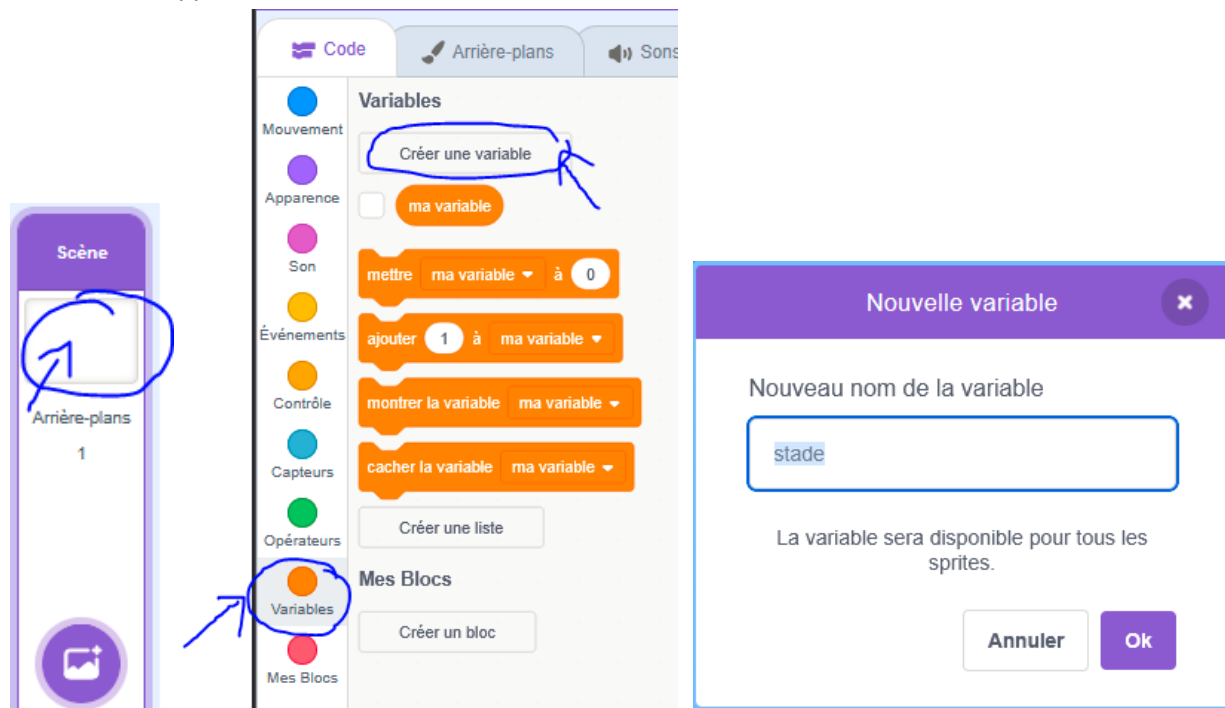 Scène
Arrière-plans
1
Code
Arrière-plans
Sons
Mouvement
Apparence
Son
Événements
Contrôle
Capteurs
Opérateurs
Variables
Mes Blocs
Variables
Créer une variable
ma variable
mettre ma variable à 0
ajouter 1 à ma variable
montrer la variable ma variable
cacher la variable ma variable
Créer une liste
Mes Blocs
Créer un bloc
Nouvelle variable
Nouveau nom de la variable
stade
La variable sera disponible pour tous les
sprites.
Annuler
Ok